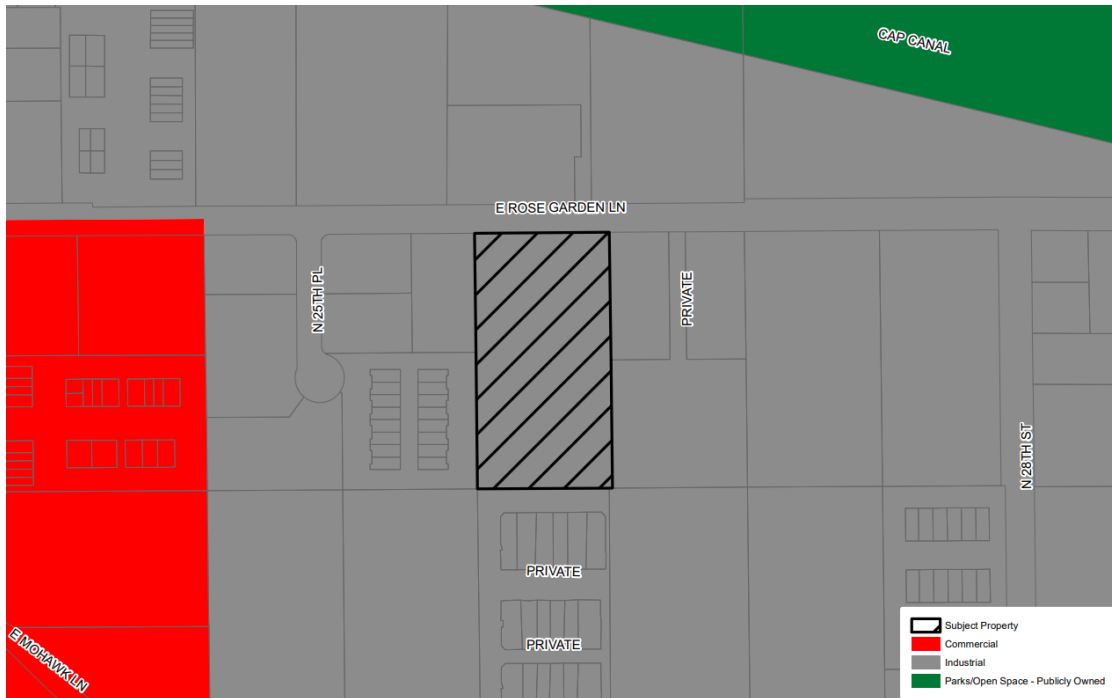 CAP CANAL
E ROSE GARDEN LN
N 25TH PL
PRIVATE
N 28TH ST
PRIVATE
PRIVATE
E MOHAWK LN
Subject Property
Commercial
Industrial
Parks/Open Space - Publicly Owned